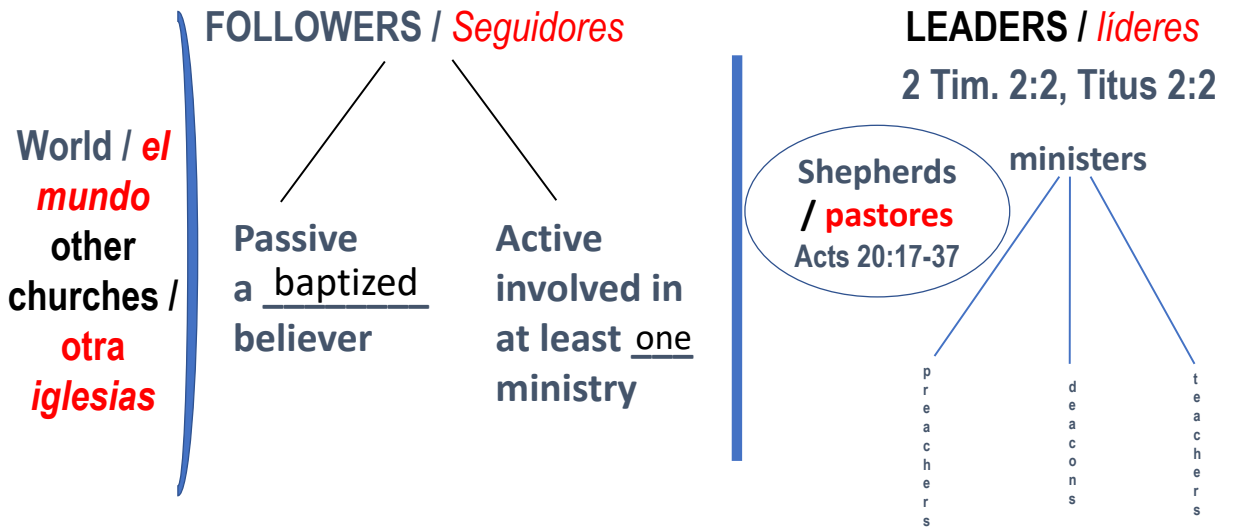 World / el
mundo
other
churches /
otra
iglesias
FOLLOWERS / Seguidores
Passive
a baptized
believer
Active
involved in
at least one
ministry
LEADERS / líderes
2 Tim. 2:2, Titus 2:2
Shepherds
/ pastores
Acts 20:17-37
ministers
preachers
deacons
teachers